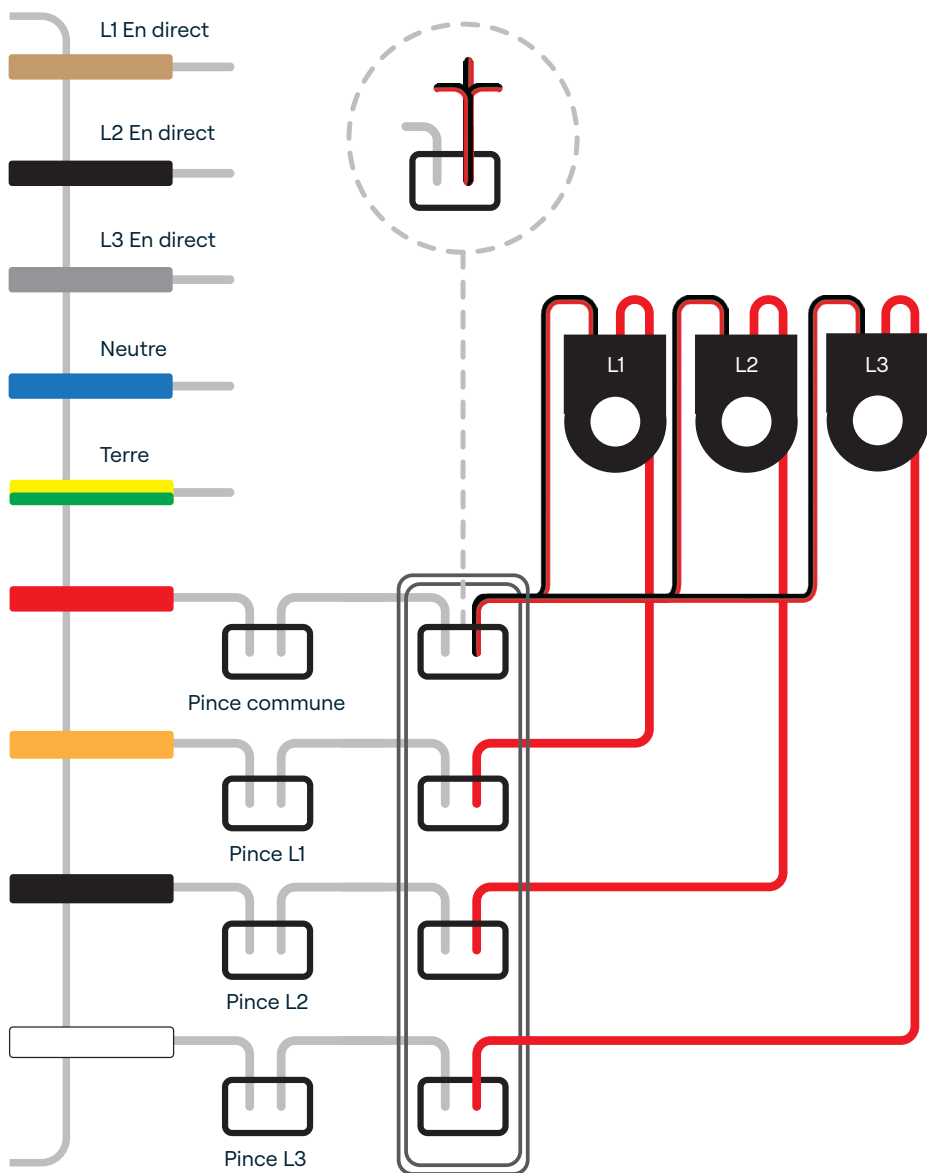 L1 En direct
L2 En direct
L3 En direct
Neutre
Terre
L1
L2
L3
Pince commune
Pince L1
Pince L2
Pince L3